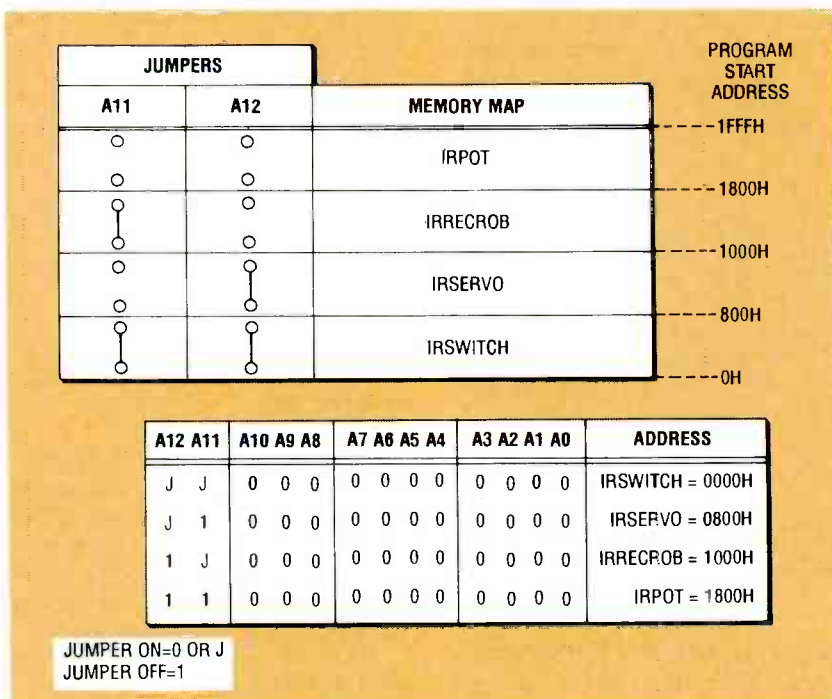 JUMPERS
PROGRAM
START
ADDRESS
A11 A12 MEMORY MAP
1FFFH
IRPOT
1800H
IRRECROB
1000H
IRSERVO
800H
IRSWITCH
0H
A12 A11 A10 A9 A8 A7 A6 A5 A4 A3 A2 A1 A0 ADDRESS
J J 0 0 0 0 0 0 0 0 0 0 0 IRSWITCH = 0000H
J 1 0 0 0 0 0 0 0 0 0 0 0 IRSERVO = 0800H
1 J 0 0 0 0 0 0 0 0 0 0 0 IRRECROB = 1000H
1 1 0 0 0 0 0 0 0 0 0 0 0 IRPOT = 1800H
JUMPER ON=0 OR J
JUMPER OFF=1